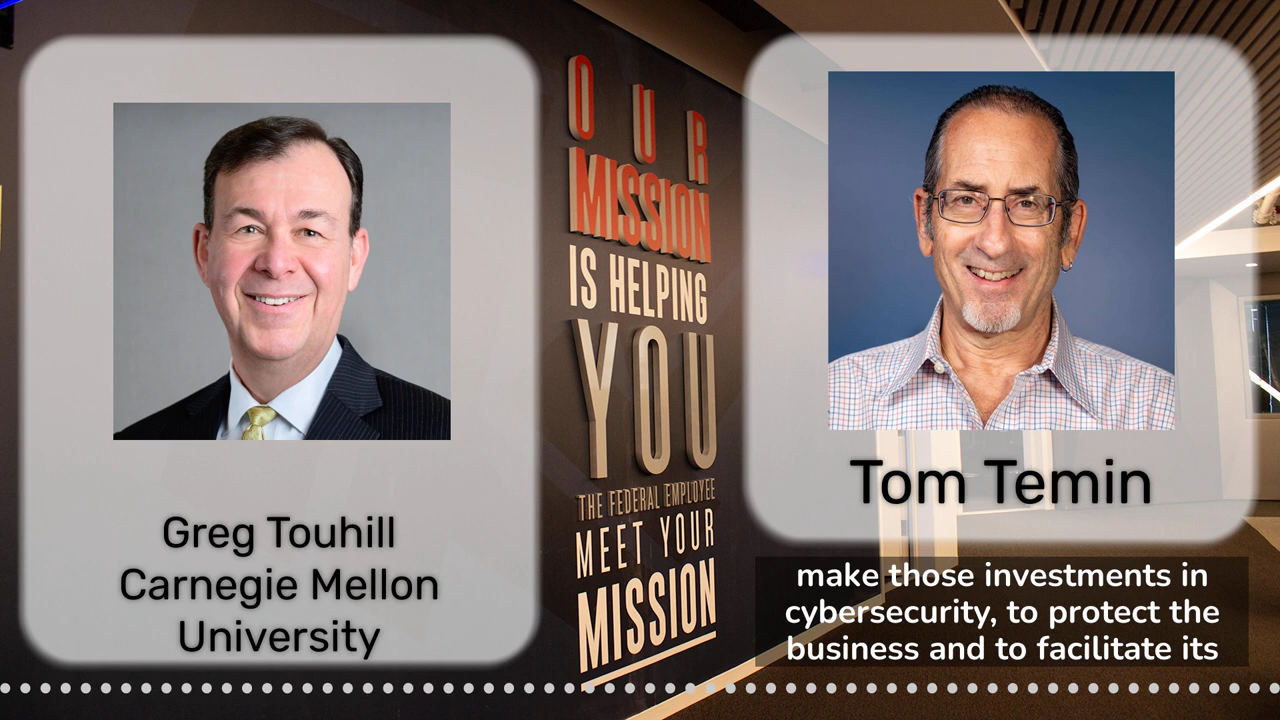 Greg Touhill
Carnegie Mellon
University
OUR
MISSION
IS HELPING
YOU
THE FEDERAL EMPLOYEE
MEET YOUR
MISSION
Tom Temin
make those investments in
cybersecurity, to protect the
business and to facilitate its